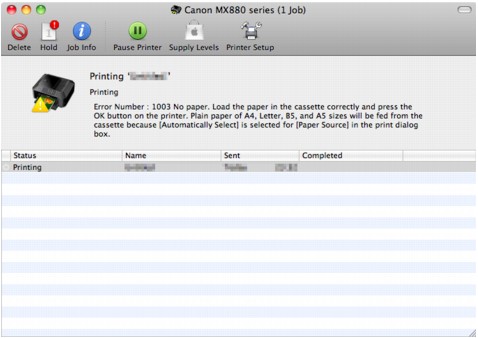 Canon MX880 series (1 Job)
Delete Hold Job Info Pause Printer Supply Levels Printer Setup
Printing ' '
Printing
Error Number : 1003 No paper. Load the paper in the cassette correctly and press the
OK button on the printer. Plain paper of A4, Letter, B5, and A5 sizes will be fed from the
cassette because [Automatically Select] is selected for [Paper Source] in the print dialog
box.
Status Name Sent Completed
Printing